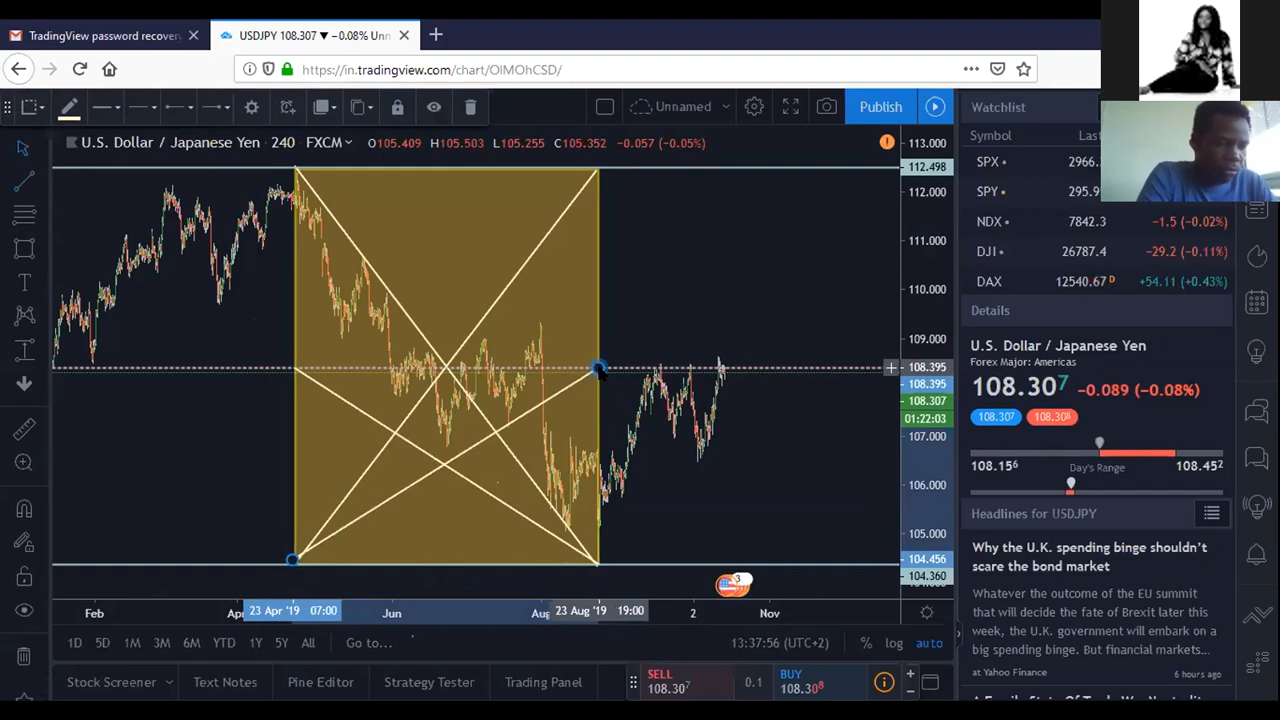 TradingView password recovery
USDJPY 108.307 ▼ −0.08% Unn
https://in.tradingview.com/chart/OIMOhCSD/
Unnamed
Publish
Watchlist
U.S. Dollar / Japanese Yen 240 FXCM
O105.409 H105.503 L105.255 C105.352 −0.057 (−0.05%)
Symbol Las
SPX 2966.
SPY 295.9
NDX 7842.3 −1.5 (−0.02%)
DJI 26787.4 −29.2 (−0.11%)
DAX 12540.67 D +54.11 (+0.43%)
113.000
112.498
112.000
111.000
110.000
109.000
108.395
108.395
108.307
01:22:03
107.000
106.000
105.000
104.456
104.360
Details
U.S. Dollar / Japanese Yen
Forex Major: Americas
108.307 −0.089 (−0.08%)
108.307 108.308
108.156 Day's Range 108.452
Headlines for USDJPY
Why the U.K. spending binge shouldn't
scare the bond market
Whatever the outcome of the EU summit
that will decide the fate of Brexit later this
week, the U.K. government will embark on
a big spending binge. But financial markets...
at Yahoo Finance 6 hours ago
3
Feb Apr 23 Apr '19 07:00 Jun Aug 23 Aug '19 19:00 2 Nov
1D 5D 1M 3M 6M YTD 1Y 5Y All Go to... 13:37:56 (UTC+2) % log auto
Stock Screener Text Notes Pine Editor Strategy Tester Trading Panel
SELL
108.307
0.1
BUY
108.308